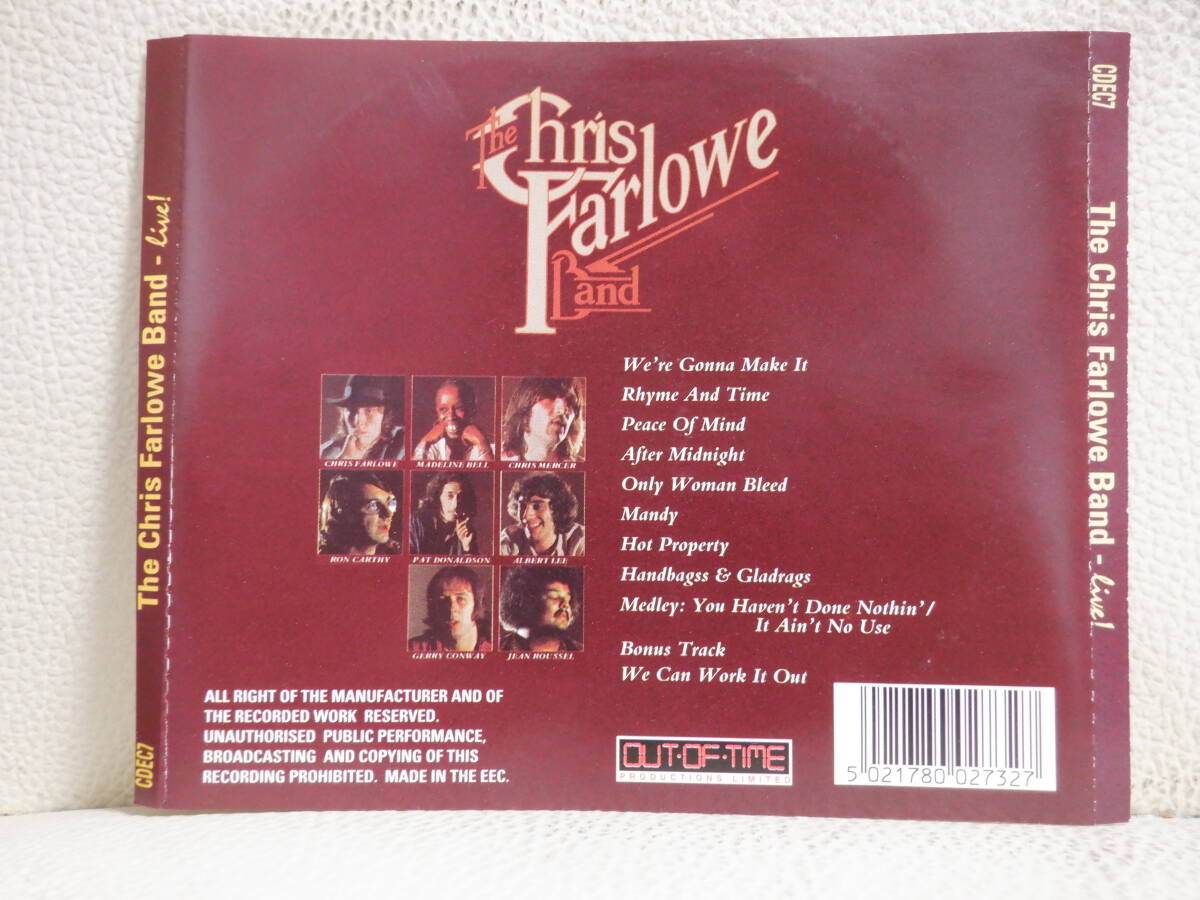 The Chris Farlowe Band - live!
CDEC7
The
Chris
Farlowe
Band
CHRIS FARLOWE MADELINE BELL CHRIS MERCER
RON CARTHY PAT DONALDSON ALBERT LEE
GERRY CONWAY JEAN ROUSSEL
We're Gonna Make It
Rhyme And Time
Peace Of Mind
After Midnight
Only Woman Bleed
Mandy
Hot Property
Handbagss & Gladrags
Medley: You Haven't Done Nothin'/
It Ain't No Use
Bonus Track
We Can Work It Out
ALL RIGHT OF THE MANUFACTURER AND OF
THE RECORDED WORK RESERVED.
UNAUTHORISED PUBLIC PERFORMANCE,
BROADCASTING AND COPYING OF THIS
RECORDING PROHIBITED. MADE IN THE EEC.
OUT·OF·TIME
PRODUCTIONS LIMITED
5 021780 027327
CDEC7
The Chris Farlowe Band - live!